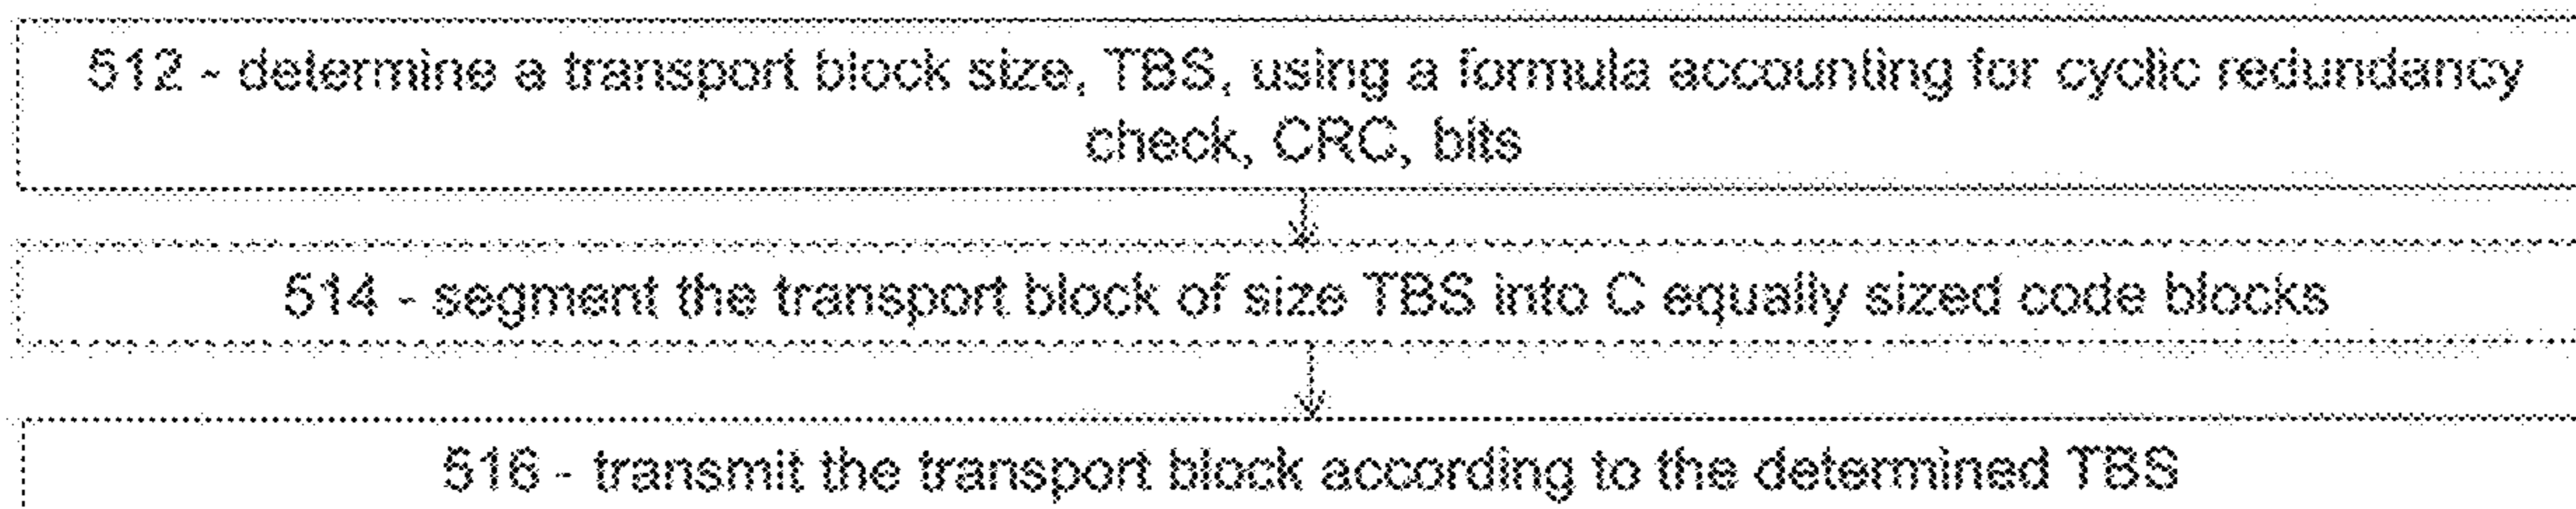 512 - determine a transport block size, TBS, using a formula accounting for cyclic redundancy
check, CRC, bits
514 - segment the transport block of size TBS into C equally sized code blocks
516 - transmit the transport block according to the determined TBS